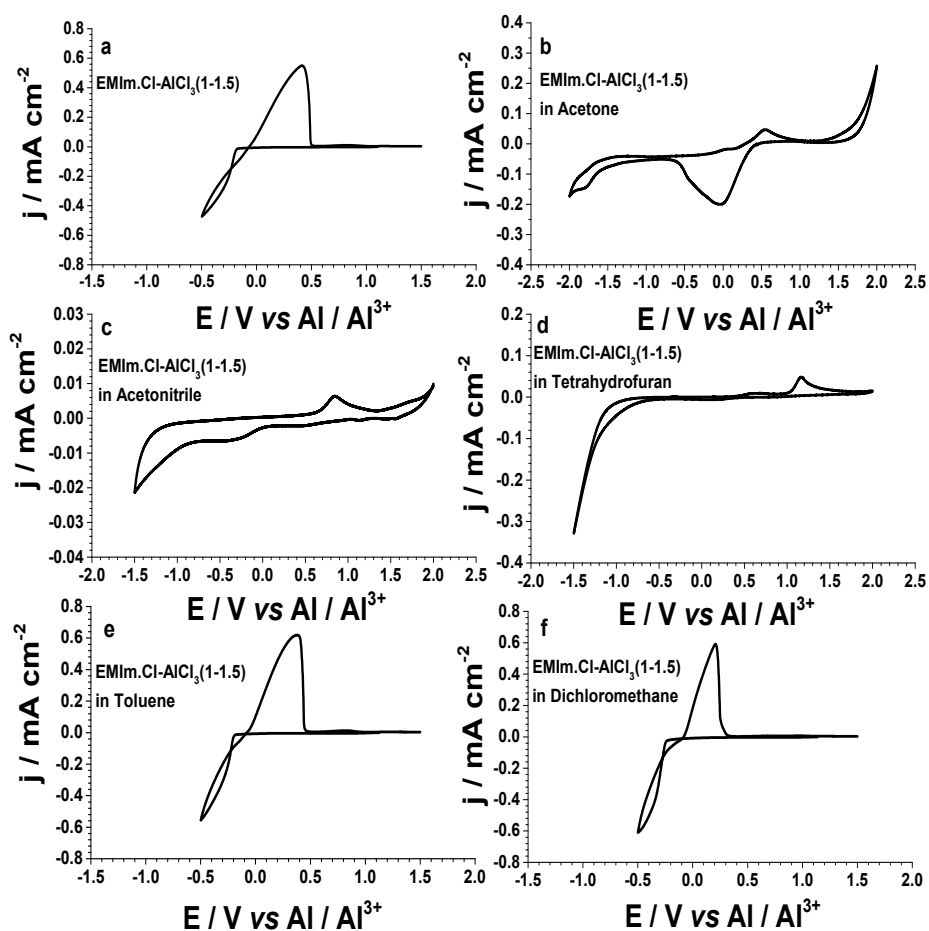 a
EMIm.Cl-AlCl3(1-1.5)
j / mA cm-2
0.8
0.6
0.4
0.2
0.0
-0.2
-0.4
-0.6
-0.8
-1.5 -1.0 -0.5 0.0 0.5 1.0 1.5 2.0
E / V vs Al / Al3+
b
EMIm.Cl-AlCl3(1-1.5)
in Acetone
j / mA cm-2
0.4
0.3
0.2
0.1
0.0
-0.1
-0.2
-0.3
-0.4
-2.5 -2.0 -1.5 -1.0 -0.5 0.0 0.5 1.0 1.5 2.0 2.5
E / V vs Al / Al3+
c
EMIm.Cl-AlCl3(1-1.5)
in Acetonitrile
j / mA cm-2
0.03
0.02
0.01
0.00
-0.01
-0.02
-0.03
-0.04
-2.0 -1.5 -1.0 -0.5 0.0 0.5 1.0 1.5 2.0 2.5
E / V vs Al / Al3+
d
EMIm.Cl-AlCl3(1-1.5)
in Tetrahydrofuran
j / mA cm-2
0.2
0.1
0.0
-0.1
-0.2
-0.3
-0.4
-2.0 -1.5 -1.0 -0.5 0.0 0.5 1.0 1.5 2.0 2.5
E / V vs Al / Al3+
e
EMIm.Cl-AlCl3(1-1.5)
in Toluene
j / mA cm-2
0.8
0.6
0.4
0.2
0.0
-0.2
-0.4
-0.6
-0.8
-1.5 -1.0 -0.5 0.0 0.5 1.0 1.5 2.0
E / V vs Al / Al3+
f
EMIm.Cl-AlCl3(1-1.5)
in Dichloromethane
j / mA cm-2
0.8
0.6
0.4
0.2
0.0
-0.2
-0.4
-0.6
-0.8
-1.5 -1.0 -0.5 0.0 0.5 1.0 1.5 2.0
E / V vs Al / Al3+